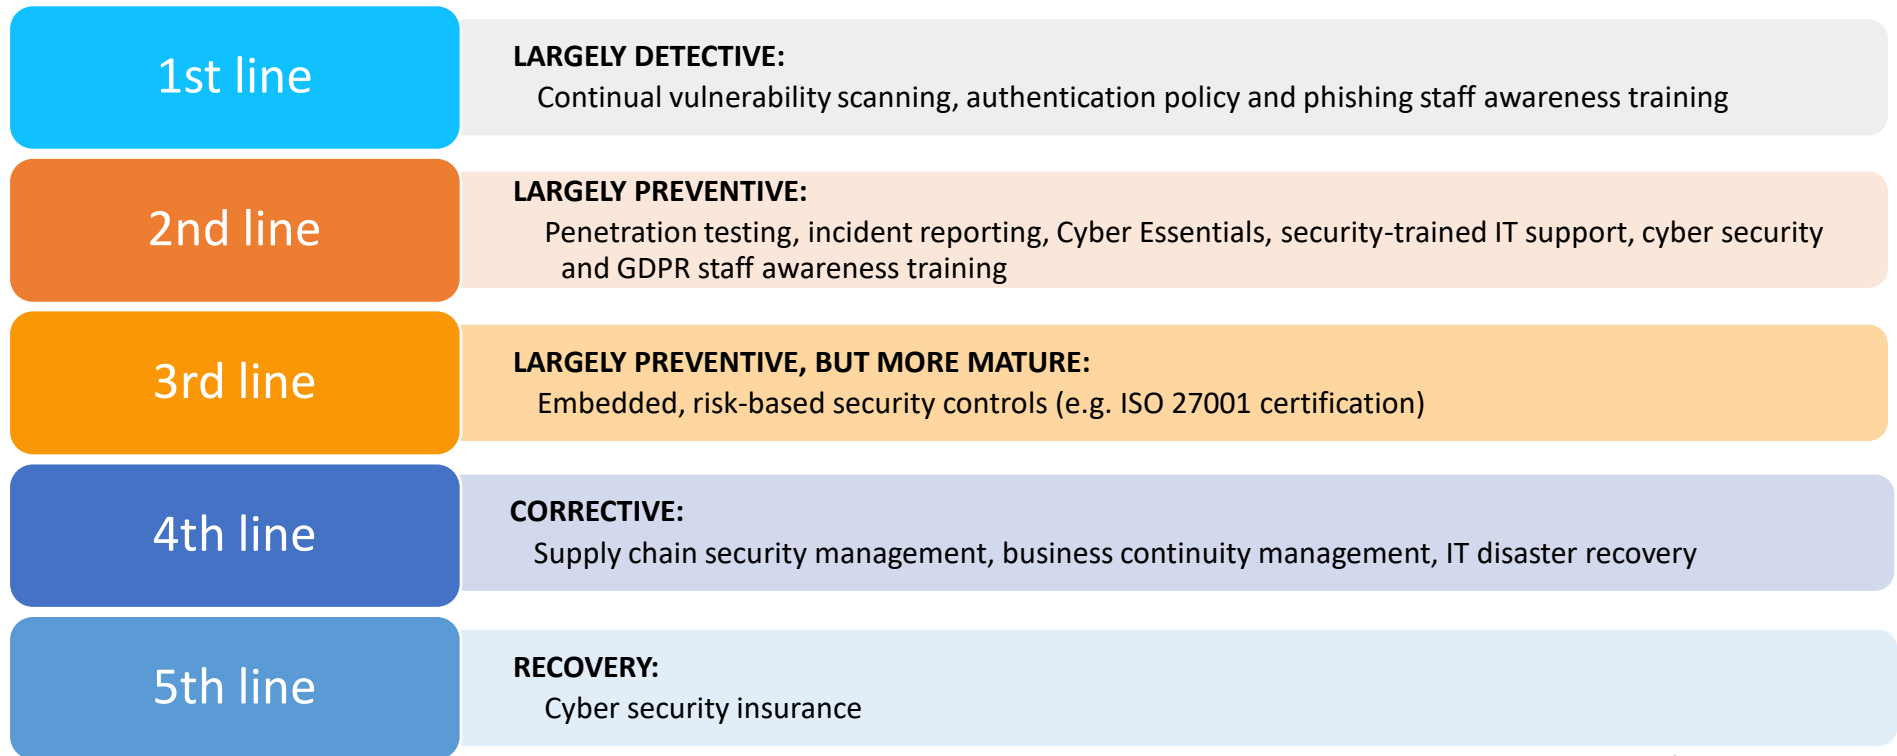 1st line
LARGELY DETECTIVE:
Continual vulnerability scanning, authentication policy and phishing staff awareness training
2nd line
LARGELY PREVENTIVE:
Penetration testing, incident reporting, Cyber Essentials, security-trained IT support, cyber security
and GDPR staff awareness training
3rd line
LARGELY PREVENTIVE, BUT MORE MATURE:
Embedded, risk-based security controls (e.g. ISO 27001 certification)
4th line
CORRECTIVE:
Supply chain security management, business continuity management, IT disaster recovery
5th line
RECOVERY:
Cyber security insurance